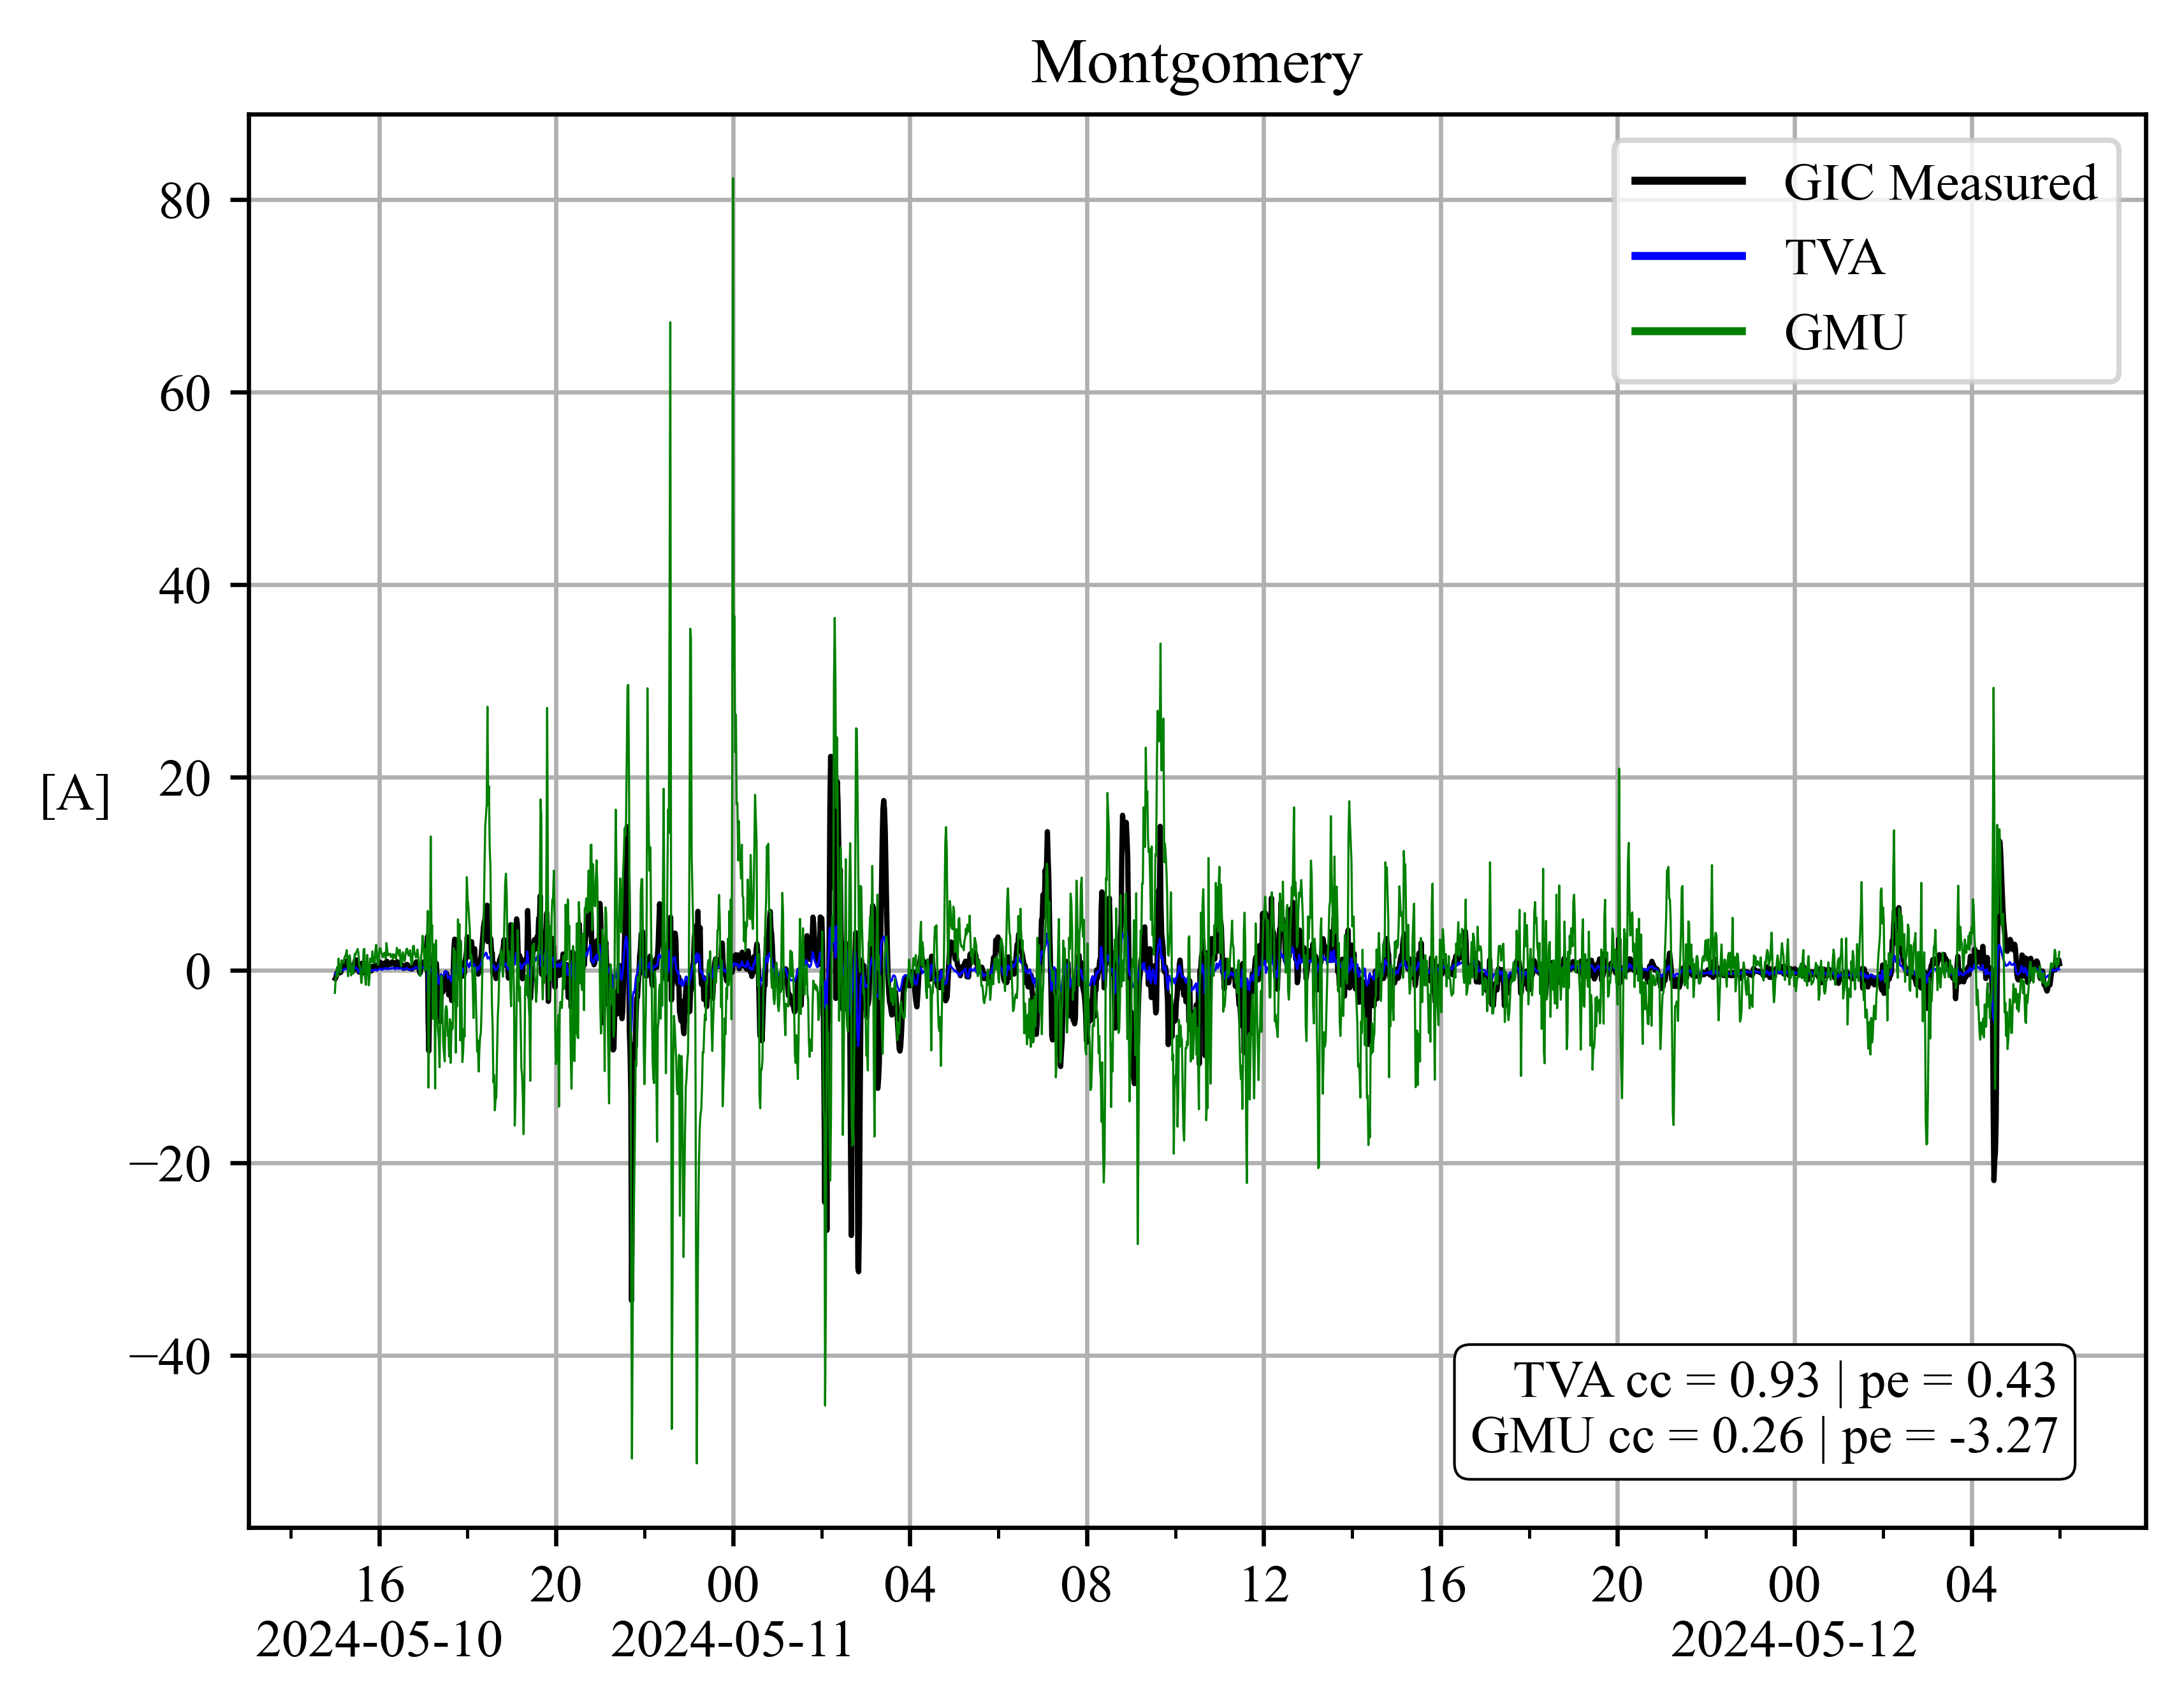 Montgomery
GIC Measured
TVA
GMU
80
60
40
20
0
−20
−40
[A]
TVA cc = 0.93 | pe = 0.43
GMU cc = 0.26 | pe = -3.27
16 20 00 04 08 12 16 20 00 04
2024-05-10 2024-05-11 2024-05-12